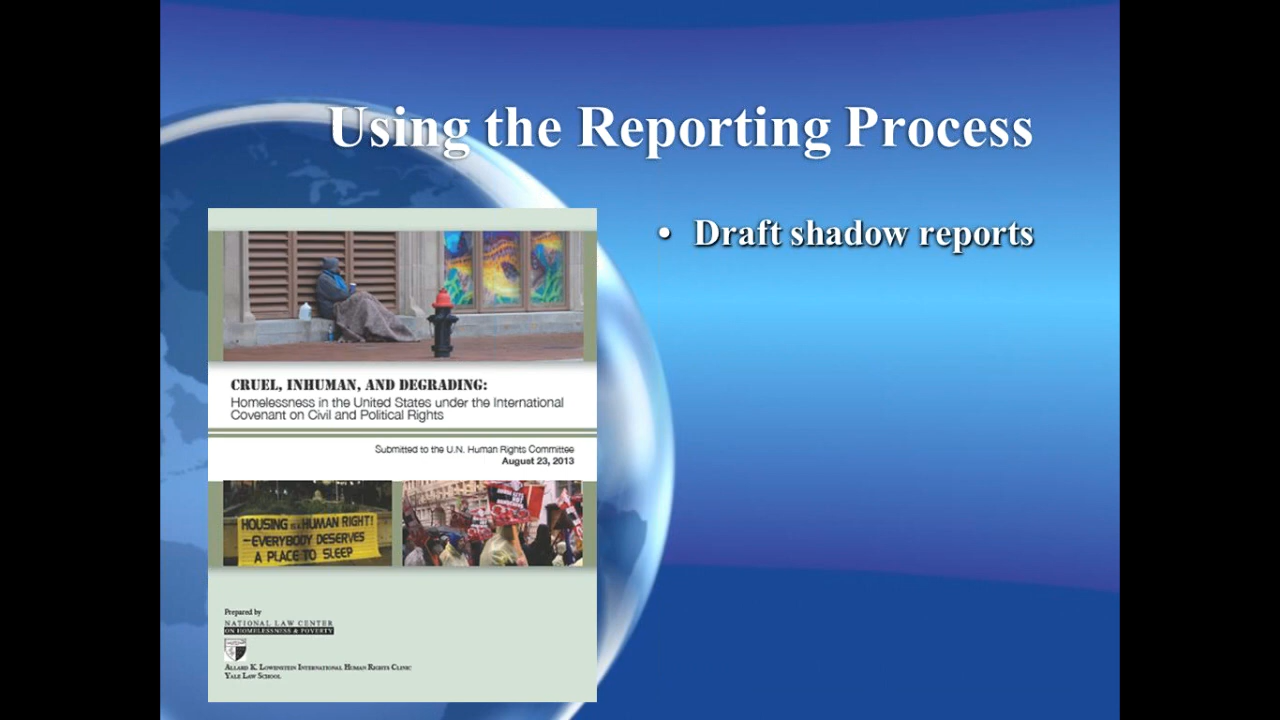 Using the Reporting Process
• Draft shadow reports
CRUEL, INHUMAN, AND DEGRADING:
Homelessness in the United States under the International
Covenant on Civil and Political Rights
Submitted to the U.N. Human Rights Committee
August 23, 2013
HOUSING IS A HUMAN RIGHT!
-EVERYBODY DESERVES
A PLACE TO SLEEP
Prepared by
NATIONAL LAW CENTER
ON HOMELESSNESS & POVERTY
ALLARD K. LOWENSTEIN INTERNATIONAL HUMAN RIGHTS CLINIC
YALE LAW SCHOOL